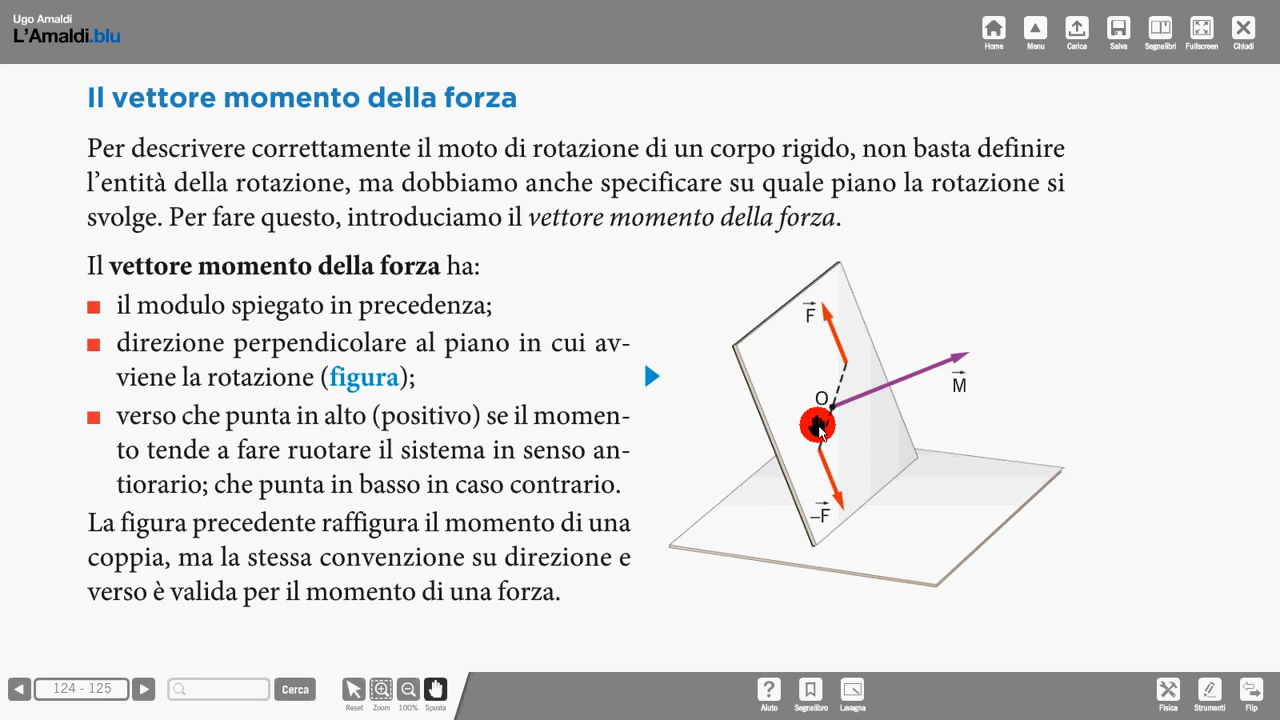 Ugo Amaldi
L'Amaldi.blu
Home Menu Carica Salva Segnalibri Fullscreen Chiudi
Il vettore momento della forza
Per descrivere correttamente il moto di rotazione di un corpo rigido, non basta definire
l'entità della rotazione, ma dobbiamo anche specificare su quale piano la rotazione si
svolge. Per fare questo, introduciamo il vettore momento della forza.
Il vettore momento della forza ha:
il modulo spiegato in precedenza;
direzione perpendicolare al piano in cui av-
viene la rotazione (figura);
verso che punta in alto (positivo) se il momen-
to tende a fare ruotare il sistema in senso an-
tiorario; che punta in basso in caso contrario.
La figura precedente raffigura il momento di una
coppia, ma la stessa convenzione su direzione e
verso è valida per il momento di una forza.
F
M
O
–F
124 - 125
Cerca
Reset Zoom 100% Sposta
Aiuto Segnalibro Lavagna
Fisica Strumenti Flip